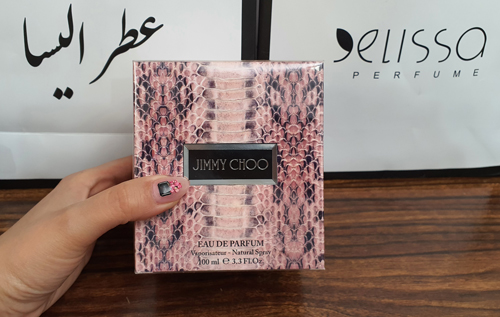 عطر اليسا
elissa
PERFUME
JIMMY CHOO
EAU DE PARFUM
Vaporisateur - Natural Spray
100 ml ℮ 3.3 Fl.Oz